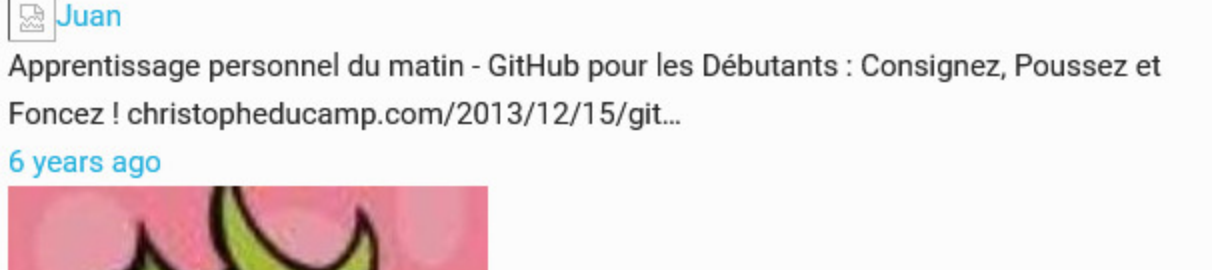 Juan
Apprentissage personnel du matin - GitHub pour les Débutants : Consignez, Poussez et
Foncez ! christopheducamp.com/2013/12/15/git…
6 years ago